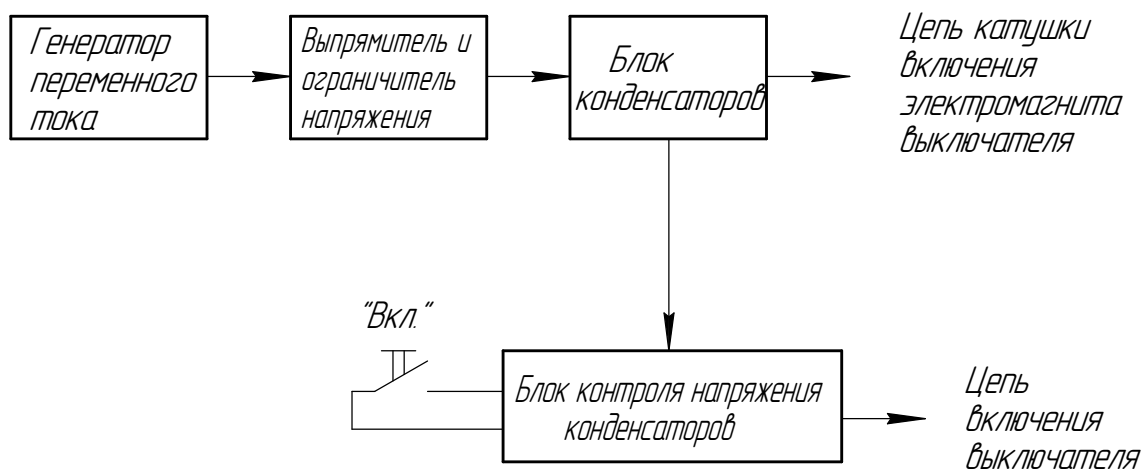 Генератор
переменного
тока
Выпрямитель и
ограничитель
напряжения
Блок
конденсаторов
Цепь катушки
включения
электромагнита
выключателя
"Вкл."
Блок контроля напряжения
конденсаторов
Цепь
включения
выключателя